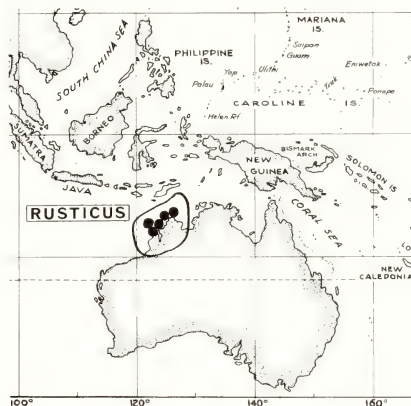 MARIANA
IS.
PHILIPPINE
IS.
Saipan
Guam
SOUTH CHINA SEA
Yap
Ulithi
Eniwetok
Palau
Truk
Ponape
CAROLINE IS.
Helen Rf
BORNEO
SUMATRA
BISMARK
ARCH
NEW
GUINEA
SOLOMON IS
JAVA
RUSTICUS
CORAL SEA
LO
NEW
CALEDONIA
100°
120°
140°
160°